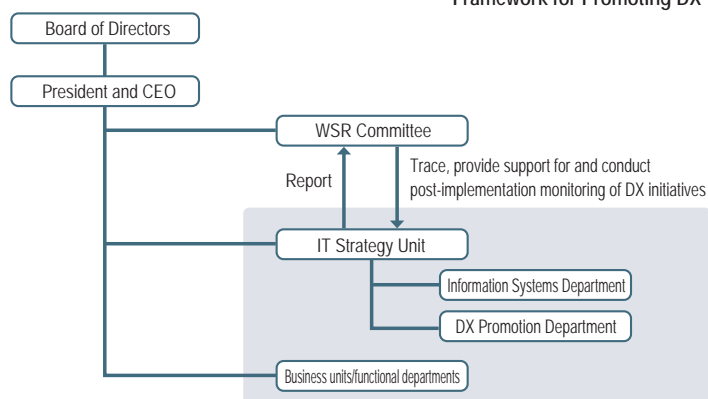 Framework for Promoting DX
Board of Directors
President and CEO
WSR Committee
Report
Trace, provide support for and conduct
post-implementation monitoring of DX initiatives
IT Strategy Unit
Information Systems Department
DX Promotion Department
Business units/functional departments